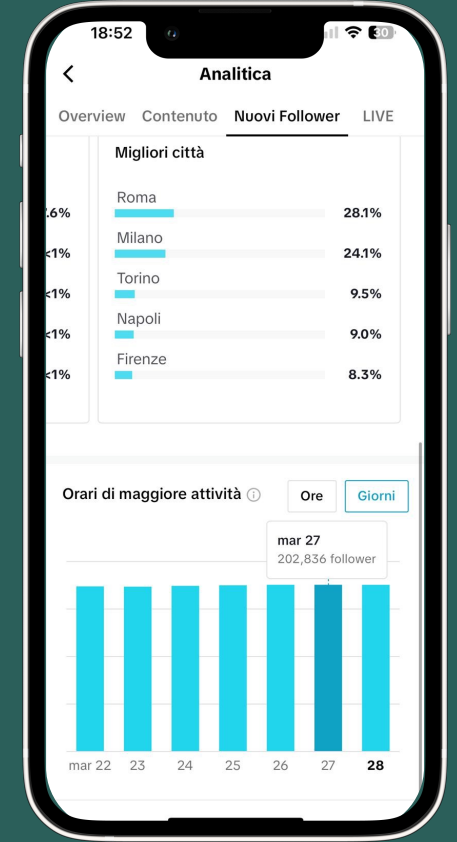 18:52
30
Analitica
Overview Contenuto Nuovi Follower LIVE
Migliori città
Roma
.6% 28.1%
Milano
<1% 24.1%
Torino
<1% 9.5%
Napoli
<1% 9.0%
Firenze
<1% 8.3%
Orari di maggiore attività
Ore Giorni
mar 27
202,836 follower
mar 22 23 24 25 26 27 28